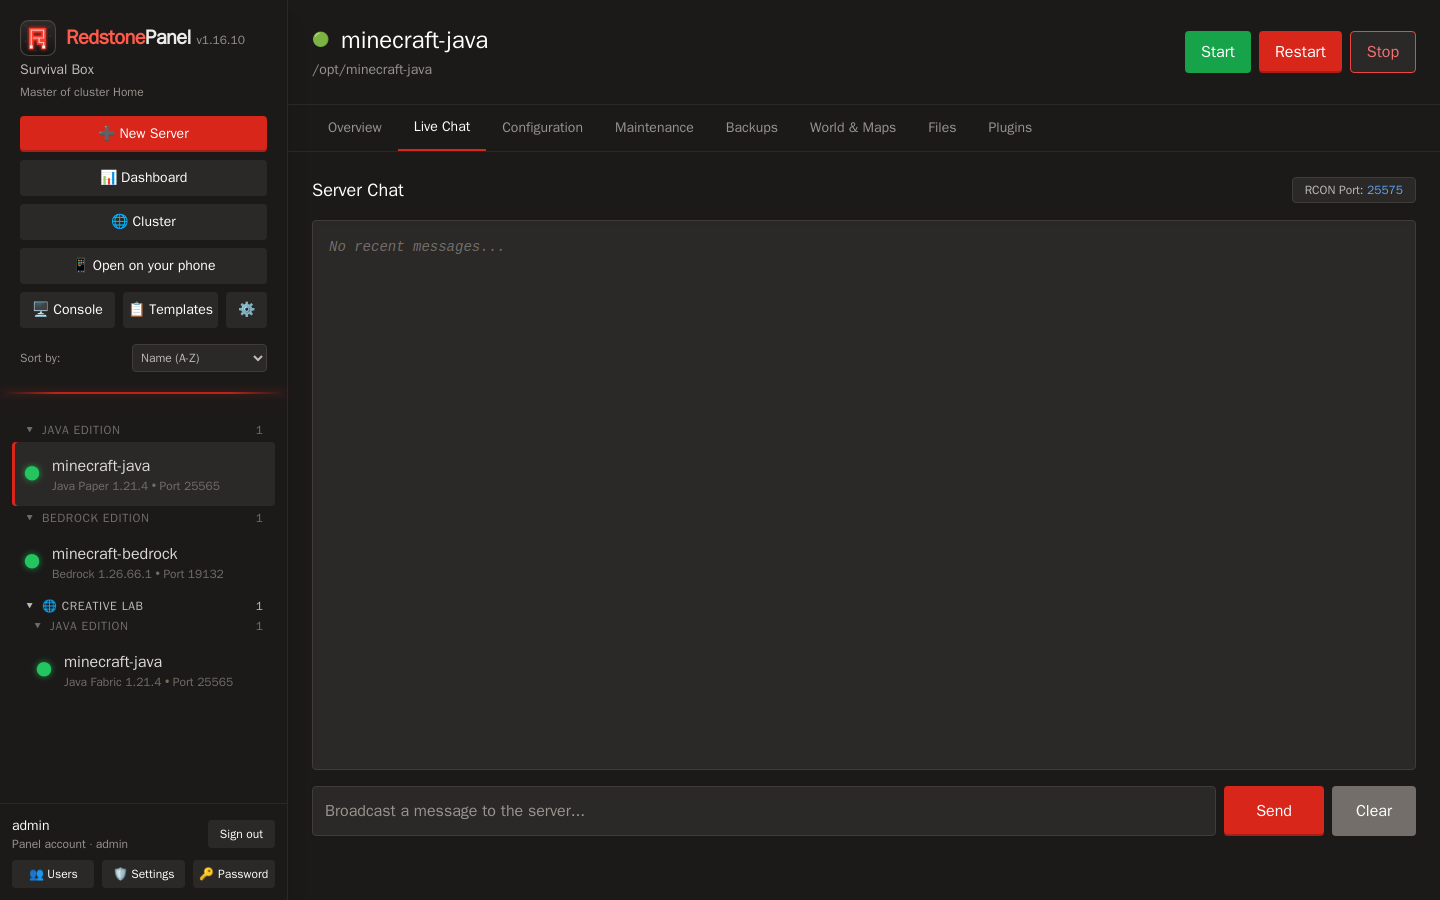 RedstonePanel v1.16.10
Survival Box
Master of cluster Home
➕ New Server
📊 Dashboard
🌐 Cluster
📱 Open on your phone
🖥️ Console
📋 Templates
⚙️
Sort by:
Name (A-Z)
▼ JAVA EDITION 1
minecraft-java
Java Paper 1.21.4 • Port 25565
▼ BEDROCK EDITION 1
minecraft-bedrock
Bedrock 1.26.66.1 • Port 19132
▼ 🌐 CREATIVE LAB 1
▼ JAVA EDITION 1
minecraft-java
Java Fabric 1.21.4 • Port 25565
admin
Panel account · admin
Sign out
👥 Users
🛡️ Settings
🔑 Password
minecraft-java
/opt/minecraft-java
Start
Restart
Stop
Overview
Live Chat
Configuration
Maintenance
Backups
World & Maps
Files
Plugins
Server Chat
RCON Port: 25575
No recent messages...
Broadcast a message to the server...
Send
Clear